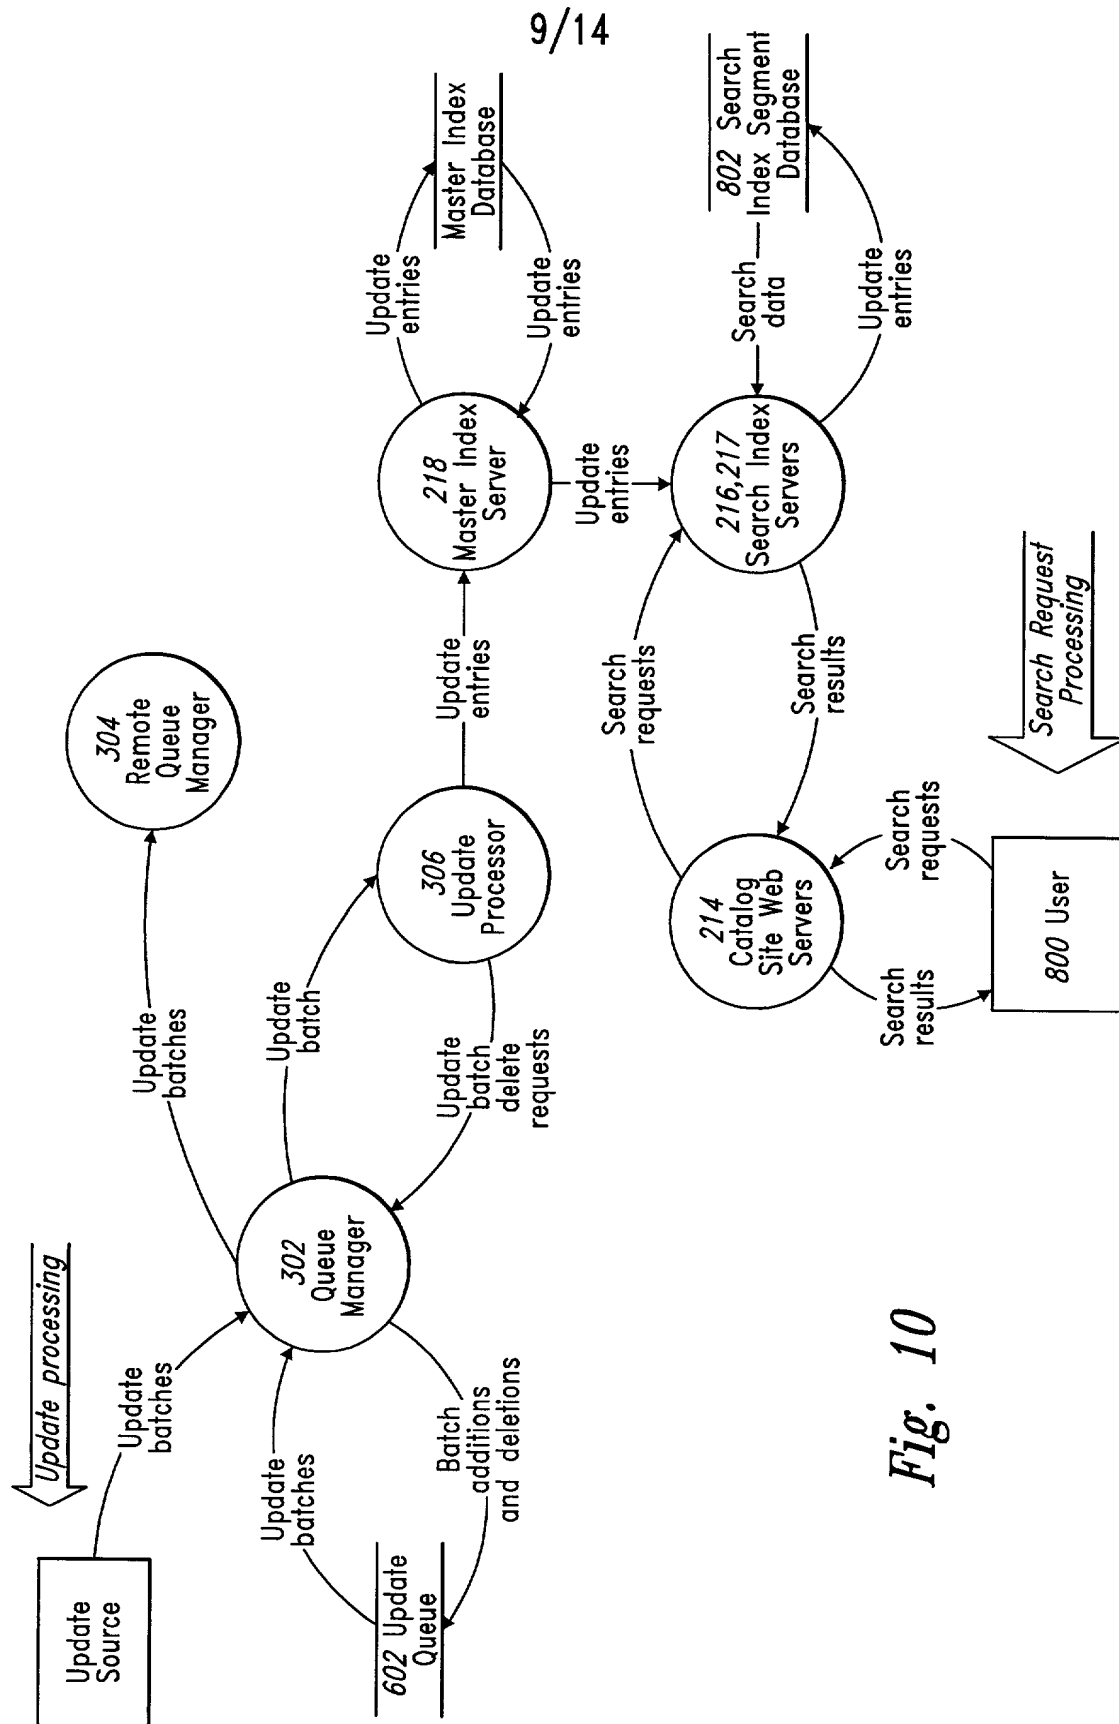 9/14
Update processing
Update
Source
Update
batches
304
Remote
Queue
Manager
Update
batches
302
Queue
Manager
Update
batches
602 Update
Queue
Batch
additions
and deletions
Update
batch
306
Update
Processor
Update
batch
delete
requests
Update
entries
218
Master Index
Server
Update
entries
Master Index
Database
Update
entries
Update
entries
216,217
Search Index
Servers
Search
data
802 Search
Index Segment
Database
Update
entries
Search
requests
Search
results
214
Catalog
Site Web
Servers
Search
requests
Search
results
800 User
Search Request
Processing
Fig. 10